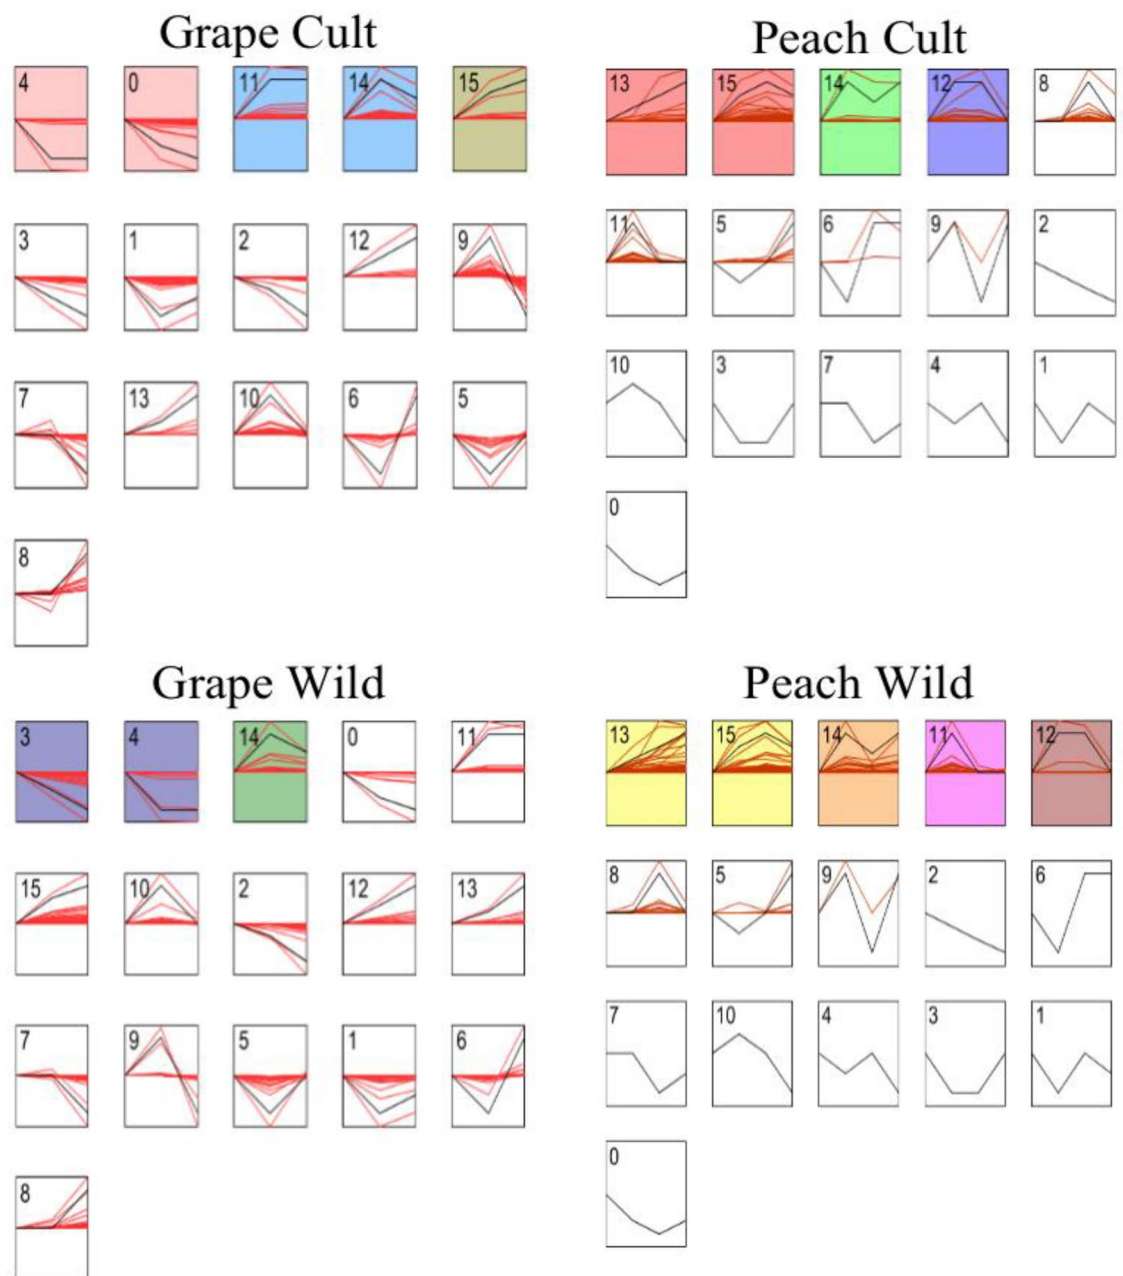 Grape Cult
Peach Cult
4 0 11 14 15
13 15 14 12 8
3 1 2 12 9
11 5 6 9 2
7 13 10 6 5
10 3 7 4 1
8
0
Grape Wild
Peach Wild
3 4 14 0 11
13 15 14 11 12
15 10 2 12 13
8 5 9 2 6
7 9 5 1 6
7 10 4 3 1
8
0